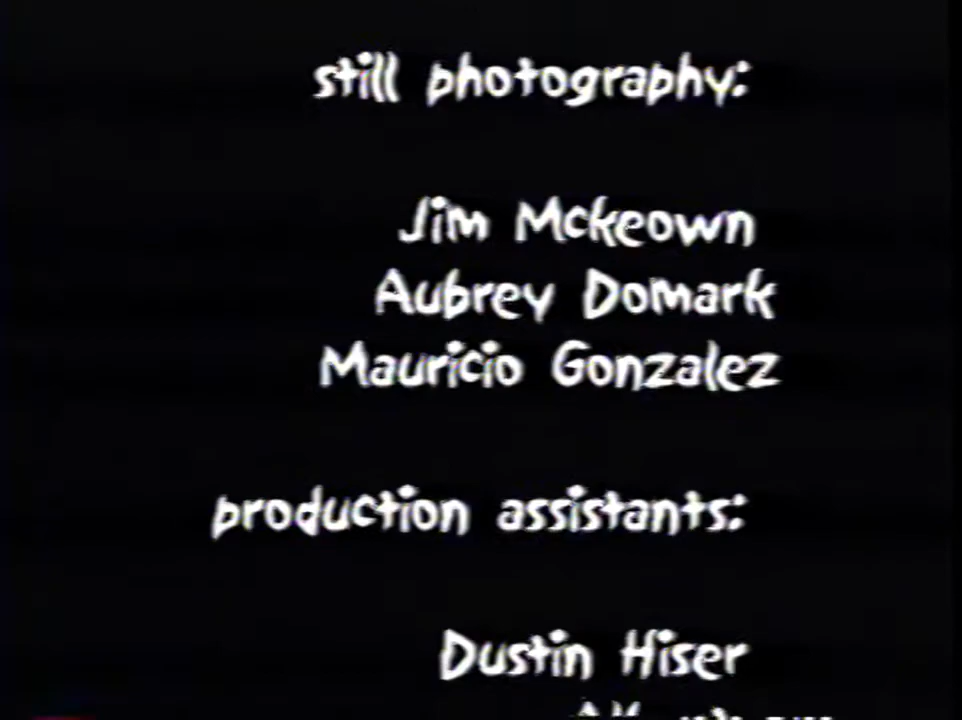 still photography:
Jim Mckeown
Aubrey Domark
Mauricio Gonzalez
production assistants:
Dustin Hiser